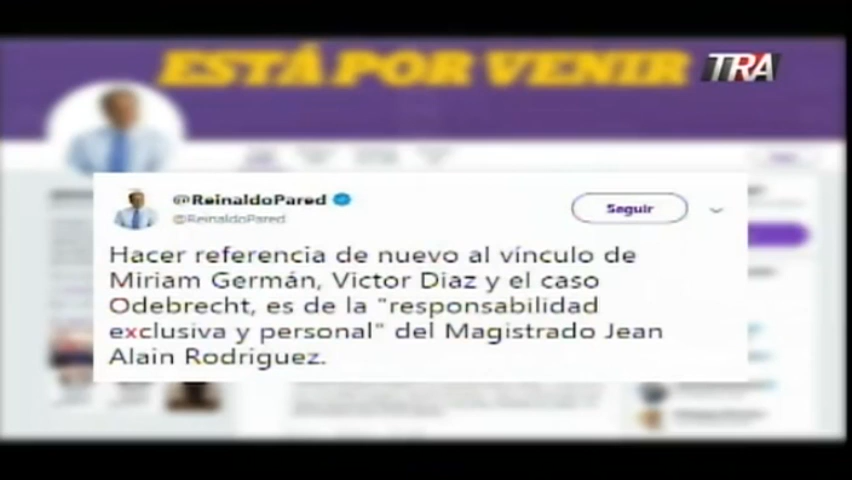 ESTÁ POR VENIR
TRA
@ReinaldoPared
@ReinaldoPared
Seguir
Hacer referencia de nuevo al vínculo de
Miriam Germán, Victor Diaz y el caso
Odebrecht, es de la "responsabilidad
exclusiva y personal" del Magistrado Jean
Alain Rodriguez.